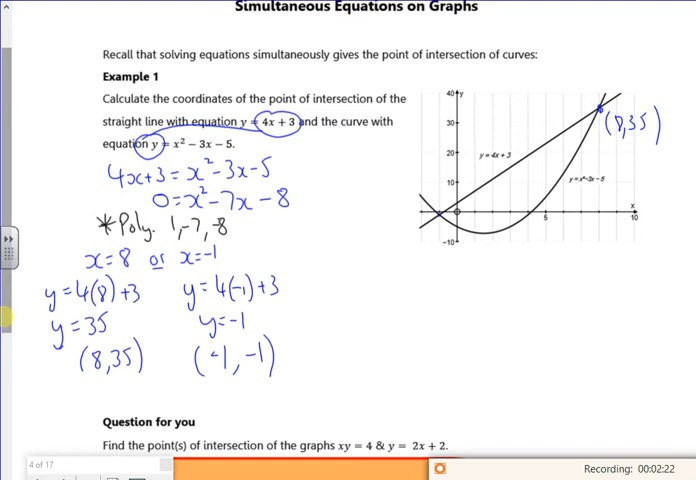 Simultaneous Equations on Graphs
Recall that solving equations simultaneously gives the point of intersection of curves:
Example 1
Calculate the coordinates of the point of intersection of the
straight line with equation y = 4x + 3 and the curve with
equation y = x² − 3x − 5.
4x+3=x²-3x-5
0=x²-7x-8
*Poly. 1,-7,-8
x=8 or x=-1
y=4(8)+3 y=4(-1)+3
y=35 y=-1
(8,35) (-1,-1)
40 y
30
20
10
-10
0
5
10
x
y = 4x + 3
y = x²-3x - 5
(8,35)
Question for you
Find the point(s) of intersection of the graphs xy = 4 & y = 2x + 2.
4 of 17
Recording: 00:02:22